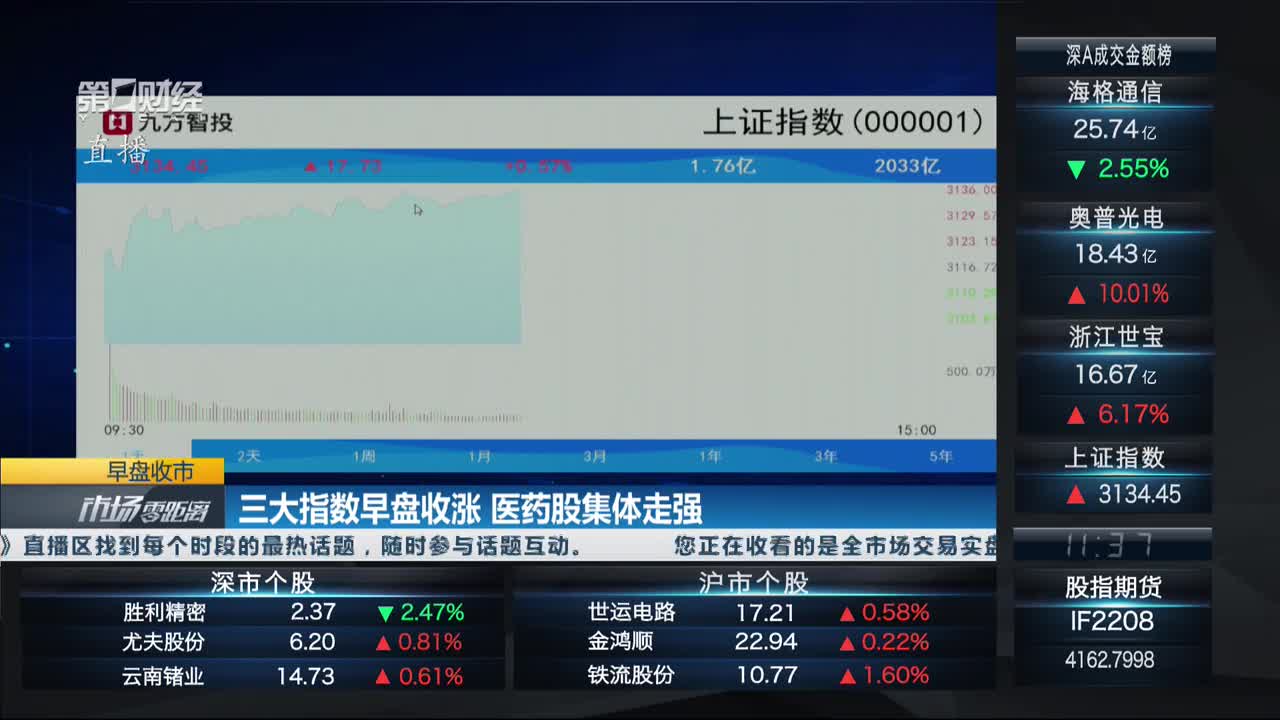 第一财经
直播
九方智投
上证指数(000001)
3134.45 ▲17.73 +0.57% 1.76亿 2033亿
3136.00
3129.57
3123.15
3116.72
500.0万
09:30 15:00
1天 2天 1周 1月 3月 1年 3年 5年
早盘收市
市场零距离
三大指数早盘收涨 医药股集体走强
》直播区找到每个时段的最热话题，随时参与话题互动。 您正在收看的是全市场交易实盘
深市个股
胜利精密 2.37 ▼2.47%
尤夫股份 6.20 ▲0.81%
云南锗业 14.73 ▲0.61%
沪市个股
世运电路 17.21 ▲0.58%
金鸿顺 22.94 ▲0.22%
铁流股份 10.77 ▲1.60%
深A成交金额榜
海格通信
25.74亿
▼ 2.55%
奥普光电
18.43亿
▲ 10.01%
浙江世宝
16.67亿
▲ 6.17%
上证指数
▲ 3134.45
11:37
股指期货
IF2208
4162.7998